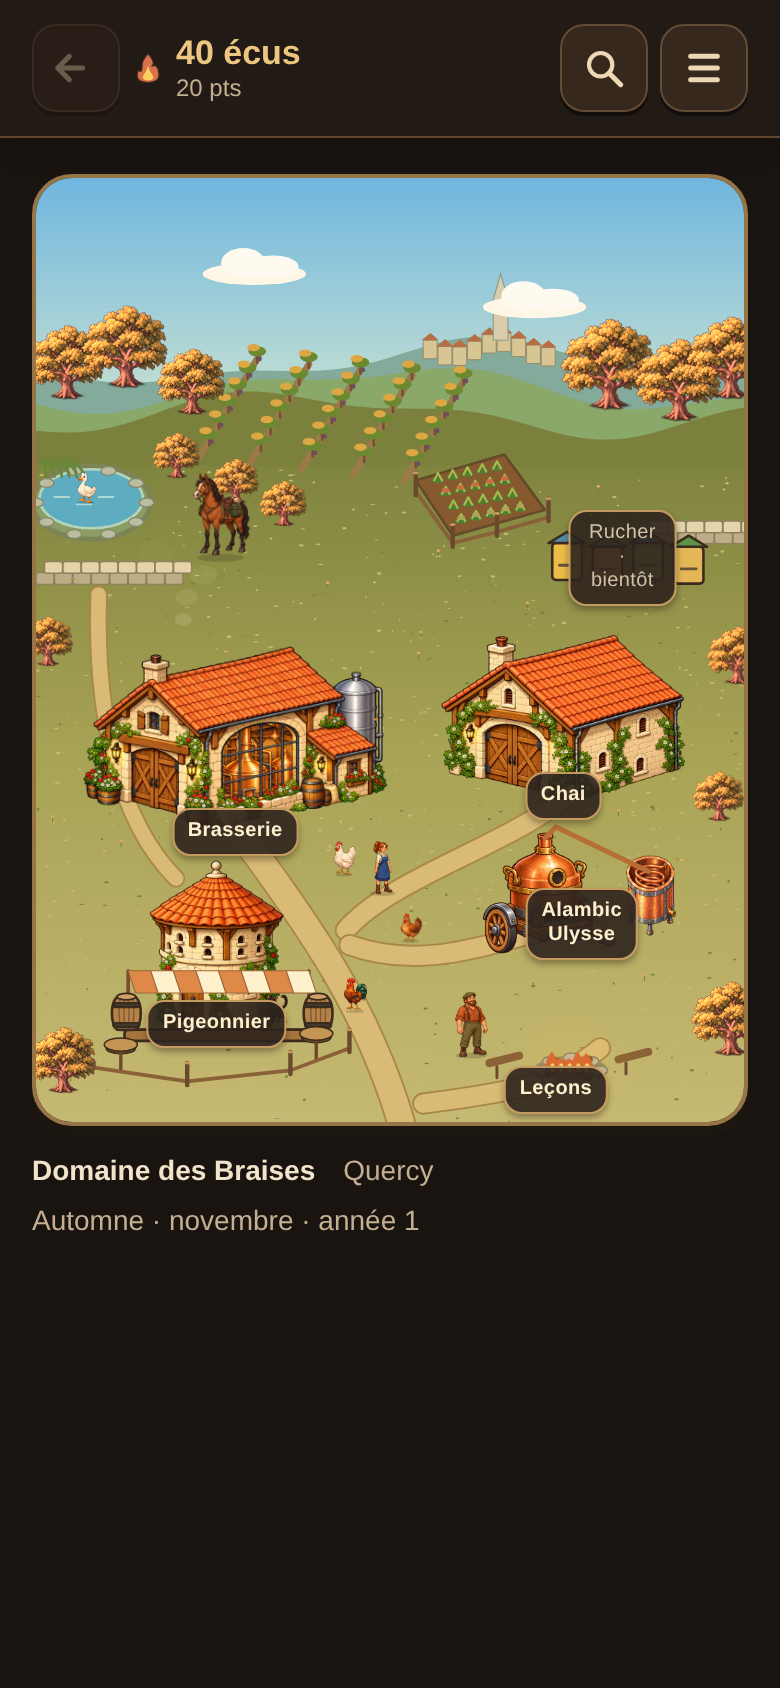 40 écus
20 pts
Rucher
·
bientôt
Chai
Brasserie
Alambic
Ulysse
Pigeonnier
Leçons
Domaine des Braises Quercy
Automne · novembre · année 1